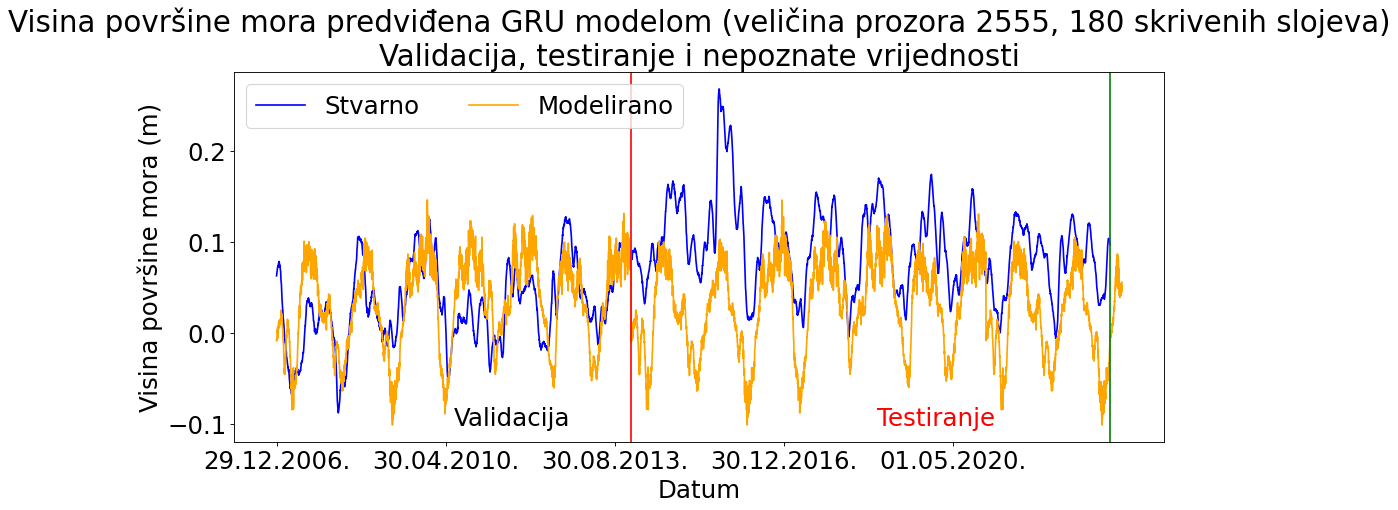 Visina površine mora predviđena GRU modelom (veličina prozora 2555, 180 skrivenih slojeva)
Validacija, testiranje i nepoznate vrijednosti
Stvarno
Modelirano
Visina površine mora (m)
0.2
0.1
0.0
−0.1
Validacija
Testiranje
29.12.2006.
30.04.2010.
30.08.2013.
30.12.2016.
01.05.2020.
Datum